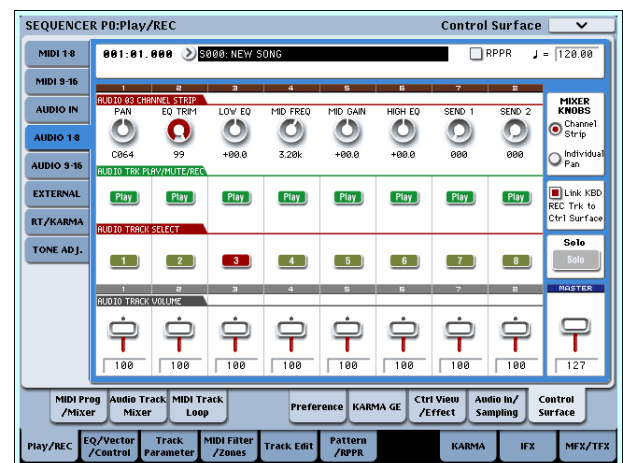 SEQUENCER P0:Play/REC Control Surface
MIDI 1-8
MIDI 9-16
AUDIO IN
AUDIO 1-8
AUDIO 9-16
EXTERNAL
RT/KARMA
TONE ADJ.
001:01.000 S000: NEW SONG RPPR ♩ = 120.00
1 2 3 4 5 6 7 8
AUDIO 03 CHANNEL STRIP
PAN EQ TRIM LOW EQ MID FREQ MID GAIN HIGH EQ SEND 1 SEND 2
C064 99 +00.0 3.20k +00.0 +00.0 000 000
AUDIO TRK PLAY/MUTE/REC
Play Play Play Play Play Play Play Play
AUDIO TRACK SELECT
1 2 3 4 5 6 7 8
1 2 3 4 5 6 7 8
AUDIO TRACK VOLUME
100 100 100 100 100 100 100 100
MIXER
KNOBS
Channel
Strip
Individual
Pan
Link KBD
REC Trk to
Ctrl Surface
Solo
Solo
MASTER
127
MIDI Prog
/Mixer
Audio Track
Mixer
MIDI Track
Loop
Preference
KARMA GE
Ctrl View
/Effect
Audio In/
Sampling
Control
Surface
Play/REC
EQ/Vector
/Control
Track
Parameter
MIDI Filter
/Zones
Track Edit
Pattern
/RPPR
KARMA
IFX
MFX/TFX